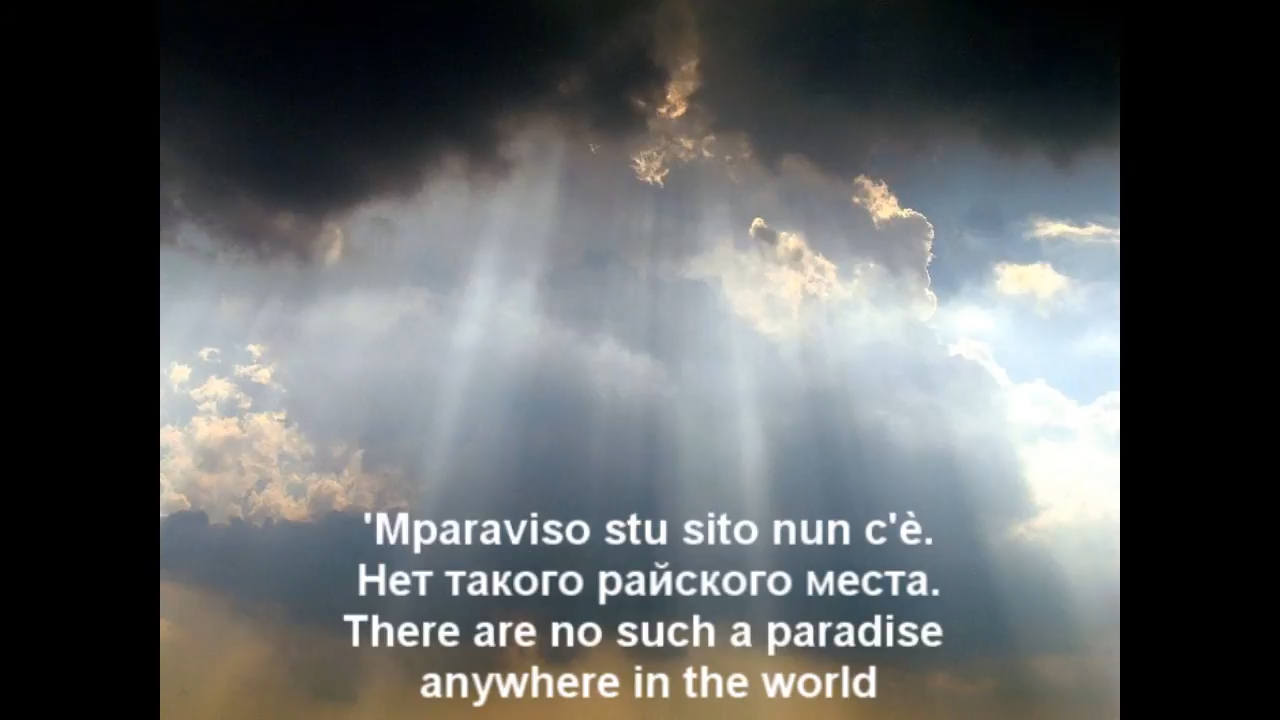 'Mparaviso stu sito nun c'è.
Нет такого райского места.
There are no such a paradise
anywhere in the world